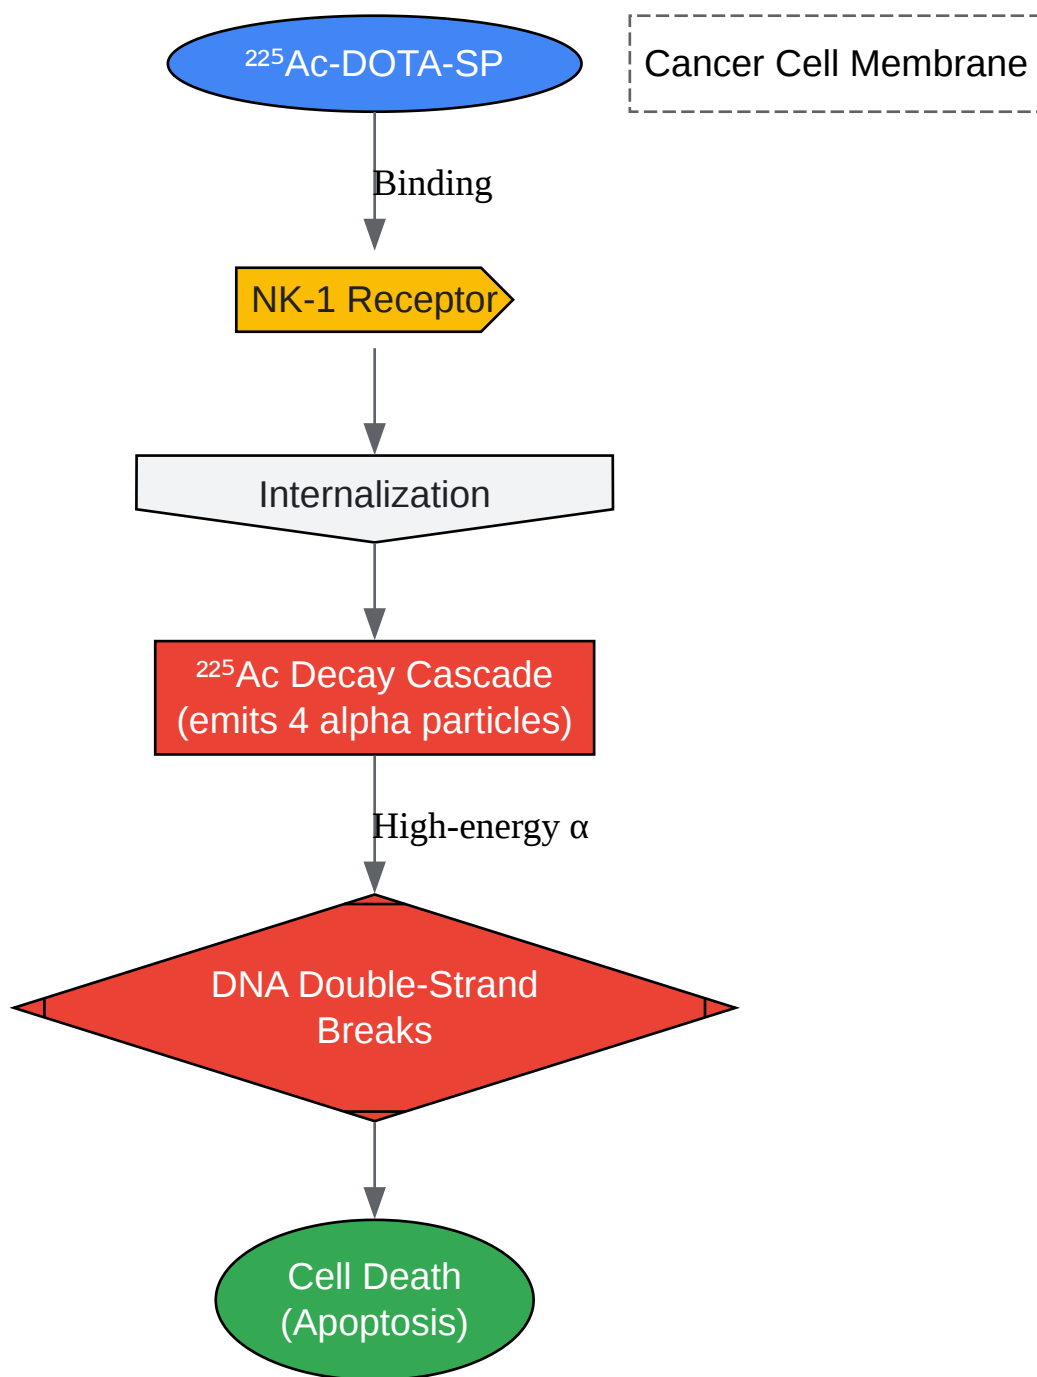 ²²⁵Ac-DOTA-SP
Cancer Cell Membrane
Binding
NK-1 Receptor
Internalization
²²⁵Ac Decay Cascade
(emits 4 alpha particles)
High-energy α
DNA Double-Strand
Breaks
Cell Death
(Apoptosis)